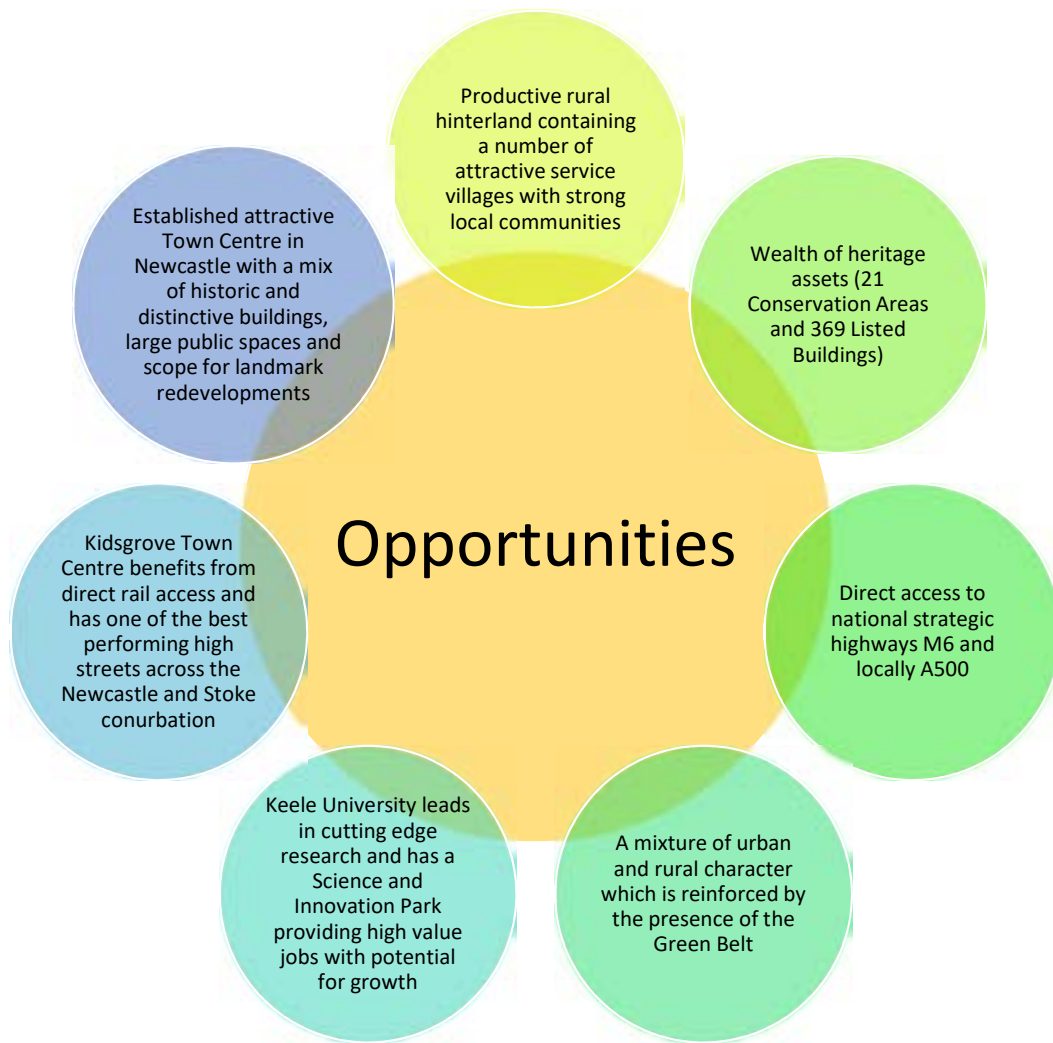 Productive rural
hinterland containing
a number of
attractive service
villages with strong
local communities
Wealth of heritage
assets (21
Conservation Areas
and 369 Listed
Buildings)
Direct access to
national strategic
highways M6 and
locally A500
A mixture of urban
and rural character
which is reinforced by
the presence of the
Green Belt
Keele University leads
in cutting edge
research and has a
Science and
Innovation Park
providing high value
jobs with potential
for growth
Kidsgrove Town
Centre benefits from
direct rail access and
has one of the best
performing high
streets across the
Newcastle and Stoke
conurbation
Established attractive
Town Centre in
Newcastle with a mix
of historic and
distinctive buildings,
large public spaces and
scope for landmark
redevelopments
Opportunities